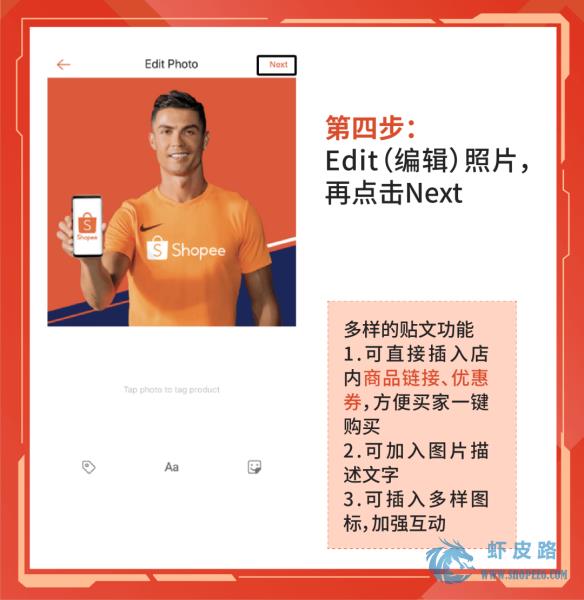 Edit Photo
Next
第四步：
Edit（编辑）照片，
再点击Next
S
Shopee
S Shopee
Tap photo to tag product
Aa
多样的贴文功能
1.可直接插入店
内商品链接、优惠
券,方便买家一键
购买
2.可加入图片描
述文字
3.可插入多样图
标,加强互动
虾皮路
WWW.SHOPEE6.COM